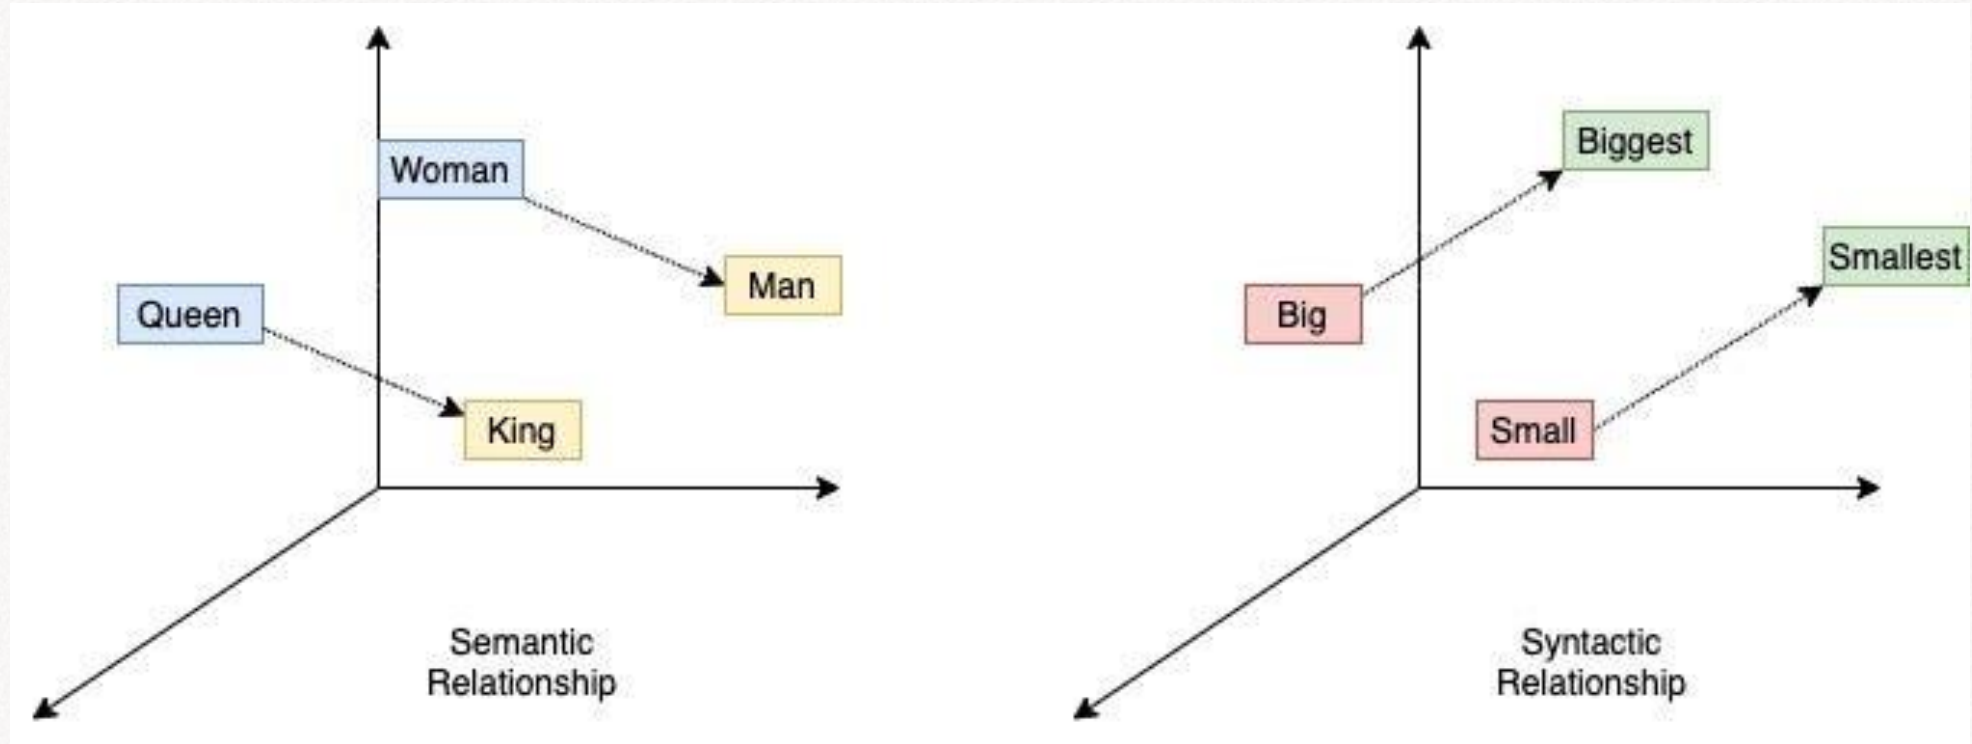 Woman
Man
Queen
King
Semantic
Relationship
Biggest
Smallest
Big
Small
Syntactic
Relationship